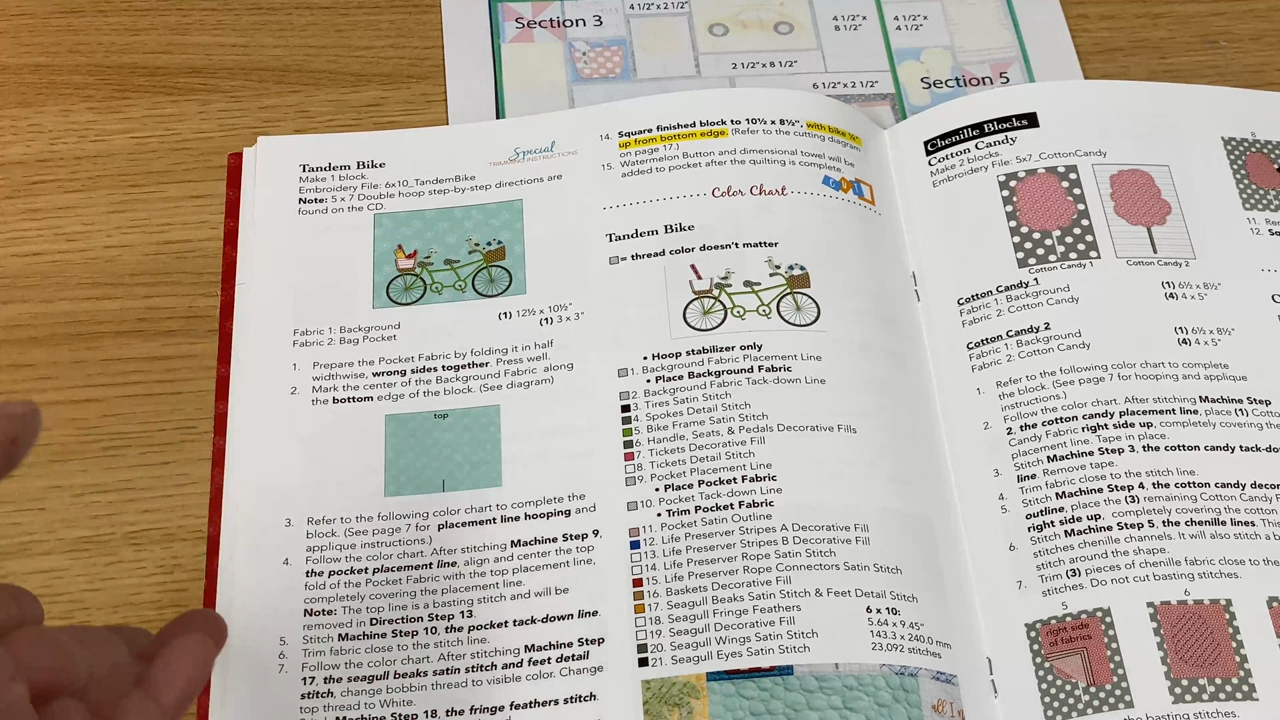 Section 3
4 1/2" x 2 1/2"
4 1/2" x
8 1/2"
4 1/2" x
4 1/2"
2 1/2" x 8 1/2"
6 1/2" x 2 1/2"
Section 5
Tandem Bike
Special
TRIMMING INSTRUCTIONS
Make 1 block.
Embroidery File: 6x10_TandemBike
Note: 5 x 7 Double hoop step-by-step directions are
found on the CD.
Fabric 1: Background (1) 12½ x 10½"
Fabric 2: Bag Pocket (1) 3 x 3"
1. Prepare the Pocket Fabric by folding it in half
widthwise, wrong sides together. Press well.
2. Mark the center of the Background Fabric along
the bottom edge of the block. (See diagram)
top
3. Refer to the following color chart to complete the
block. (See page 7 for placement line hooping and
applique instructions.)
4. Follow the color chart. After stitching Machine Step 9,
the pocket placement line, align and center the top
fold of the Pocket Fabric with the top placement line,
completely covering the placement line.
Note: The top line is a basting stitch and will be
removed in Direction Step 13.
5. Stitch Machine Step 10, the pocket tack-down line.
6. Trim fabric close to the stitch line.
7. Follow the color chart. After stitching Machine Step
17, the seagull beaks satin stitch and feet detail
stitch, change bobbin thread to visible color. Change
top thread to White.
Machine Step 18, the fringe feathers stitch.
14. Square finished block to 10½ x 8½", with bike
up from bottom edge. (Refer to the cutting diagram
on page 17.)
15. Watermelon Button and dimensional towel will be
added to pocket after the quilting is complete.
Color Chart
Tandem Bike
= thread color doesn't matter
• Hoop stabilizer only
1. Background Fabric Placement Line
• Place Background Fabric
2. Background Fabric Tack-down Line
3. Tires Satin Stitch
4. Spokes Detail Stitch
5. Bike Frame Satin Stitch
6. Handle, Seats, & Pedals Decorative Fills
7. Tickets Decorative Fill
8. Tickets Detail Stitch
9. Pocket Placement Line
• Place Pocket Fabric
10. Pocket Tack-down Line
• Trim Pocket Fabric
11. Pocket Satin Outline
12. Life Preserver Stripes A Decorative Fill
13. Life Preserver Stripes B Decorative Fill
14. Life Preserver Rope Satin Stitch
15. Life Preserver Rope Connectors Satin Stitch
16. Baskets Decorative Fill
17. Seagull Beaks Satin Stitch & Feet Detail Stitch
18. Seagull Fringe Feathers
19. Seagull Decorative Fill
20. Seagull Wings Satin Stitch
21. Seagull Eyes Satin Stitch
6 x 10:
5.64 x 9.45"
143.3 x 240.0 mm
23,092 stitches
Chenille Blocks
Cotton Candy
Make 2 blocks.
Embroidery File: 5x7_CottonCandy
Cotton Candy 1
Cotton Candy 2
Cotton Candy 1
Fabric 1: Background (1) 6½ x 8½"
Fabric 2: Cotton Candy (4) 4 x 5"
Cotton Candy 2
Fabric 1: Background (1) 6½ x 8½"
Fabric 2: Cotton Candy (4) 4 x 5"
1. Refer to the following color chart to complete
the block. (See page 7 for hooping and applique
instructions.)
2. Follow the color chart. After stitching Machine Step
2, the cotton candy placement line, place (1)
Candy Fabric right side up, completely covering the
placement line. Tape in place.
3. Stitch Machine Step 3, the cotton candy
line. Remove tape.
4. Trim fabric close to the stitch line.
5. Stitch Machine Step 4, the cotton candy
outline, place the (3) remaining Cotton Candy
right side up, completely covering the cotton
6. Stitch Machine Step 5, the chenille lines.
stitches chenille channels. It will also stitch a
stitch around the shape.
7. Trim (3) pieces of chenille fabric close to the
stitches. Do not cut basting stitches.
5
right side
of fabrics
6
the basting stitches.
8
11.
12.
all I